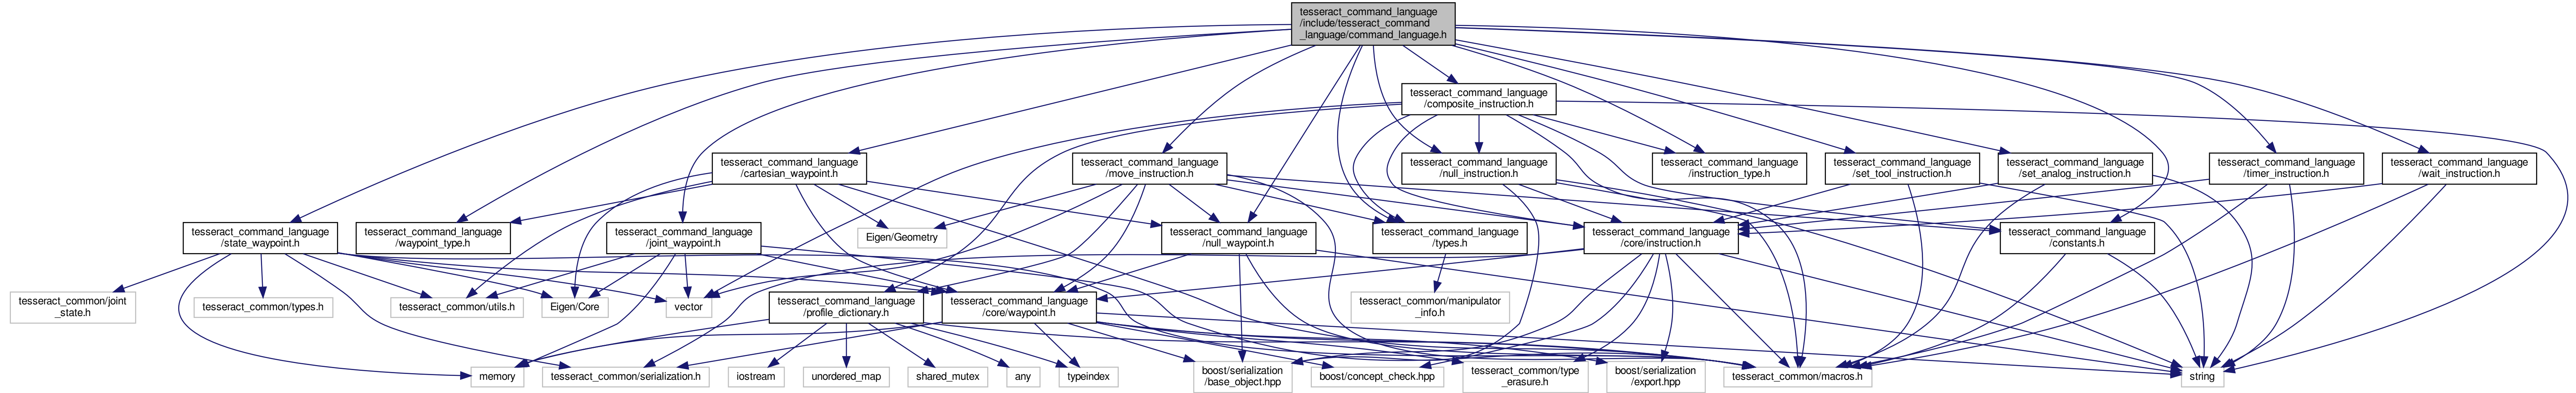 tesseract_command_language
/include/tesseract_command
_language/command_language.h
tesseract_command_language
/composite_instruction.h
tesseract_command_language
/cartesian_waypoint.h
tesseract_command_language
/move_instruction.h
tesseract_command_language
/null_instruction.h
tesseract_command_language
/instruction_type.h
tesseract_command_language
/set_tool_instruction.h
tesseract_command_language
/set_analog_instruction.h
tesseract_command_language
/timer_instruction.h
tesseract_command_language
/wait_instruction.h
tesseract_command_language
/state_waypoint.h
tesseract_command_language
/waypoint_type.h
tesseract_command_language
/joint_waypoint.h
Eigen/Geometry
tesseract_command_language
/null_waypoint.h
tesseract_command_language
/types.h
tesseract_command_language
/core/instruction.h
tesseract_command_language
/constants.h
tesseract_common/joint
_state.h
tesseract_common/types.h
tesseract_common/utils.h
Eigen/Core
vector
tesseract_command_language
/profile_dictionary.h
tesseract_command_language
/core/waypoint.h
tesseract_common/manipulator
_info.h
memory
tesseract_common/serialization.h
iostream
unordered_map
shared_mutex
any
typeindex
boost/serialization
/base_object.hpp
boost/concept_check.hpp
tesseract_common/type
_erasure.h
boost/serialization
/export.hpp
tesseract_common/macros.h
string